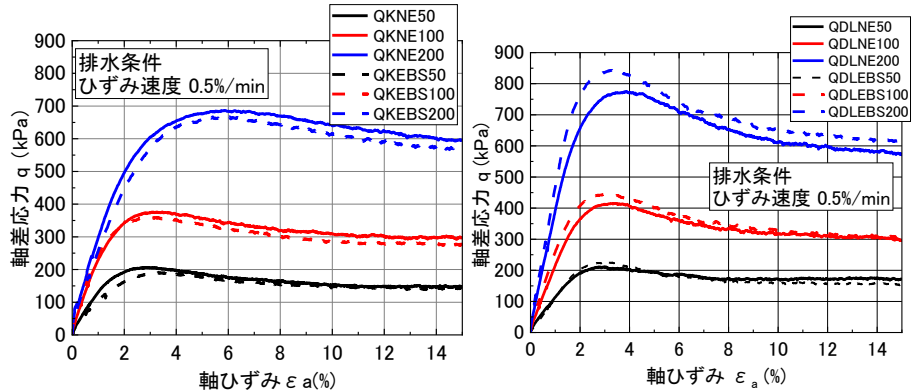 QKNE50
QKNE100
QKNE200
QKEBS50
QKEBS100
QKEBS200
排水条件
ひずみ速度 0.5%/min
軸差応力 q (kPa)
900
800
700
600
500
400
300
200
100
0
0 2 4 6 8 10 12 14
軸ひずみ εa(%)
QDLNE50
QDLNE100
QDLNE200
QDLEBS50
QDLEBS100
QDLEBS200
排水条件
ひずみ速度 0.5%/min
軸差応力 q (kPa)
900
800
700
600
500
400
300
200
100
0
0 2 4 6 8 10 12 14
軸ひずみ εa(%)